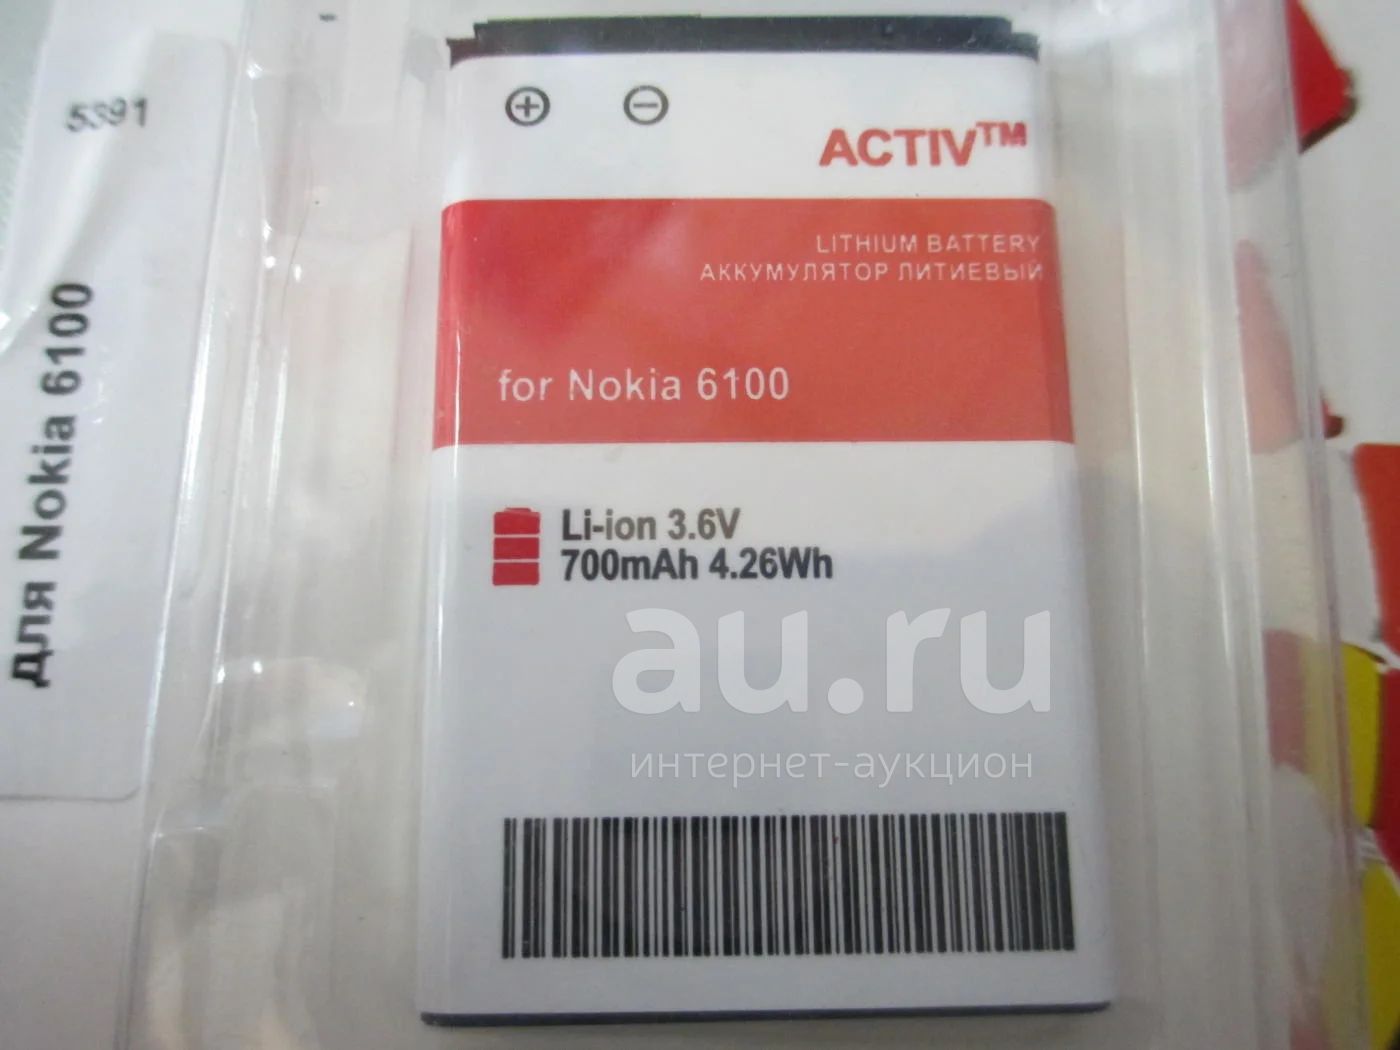 5391
для Nokia 6100
ACTIV™
LITHIUM BATTERY
АККУМУЛЯТОР ЛИТИЕВЫЙ
for Nokia 6100
Li-ion 3.6V
700mAh 4.26Wh
au.ru
интернет-аукцион